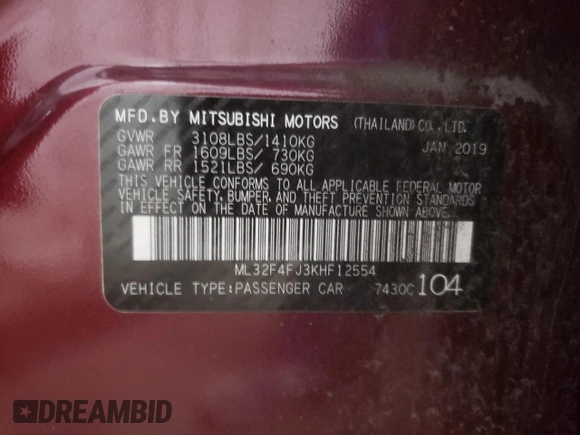 MFD.BY MITSUBISHI MOTORS (THAILAND) CO., LTD.
GVWR 3108LBS/1410KG JAN 2019
GAWR FR 1609LBS/ 730KG
GAWR RR 1521LBS/ 690KG
THIS VEHICLE CONFORMS TO ALL APPLICABLE FEDERAL MOTOR
VEHICLE SAFETY, BUMPER, AND THEFT PREVENTION STANDARDS
IN EFFECT ON THE DATE OF MANUFACTURE SHOWN ABOVE.
ML32F4FJ3KHF12554
VEHICLE TYPE:PASSENGER CAR 7430C 104
DREAMBID